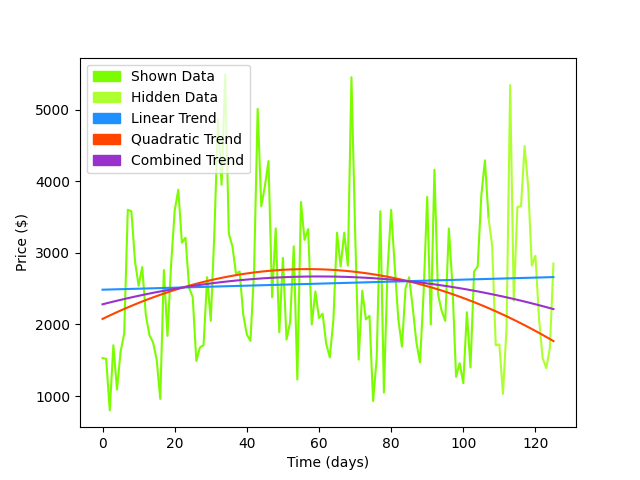 Shown Data
Hidden Data
Linear Trend
Quadratic Trend
Combined Trend
5000
4000
3000
2000
1000
Price ($)
0
20
40
60
80
100
120
Time (days)